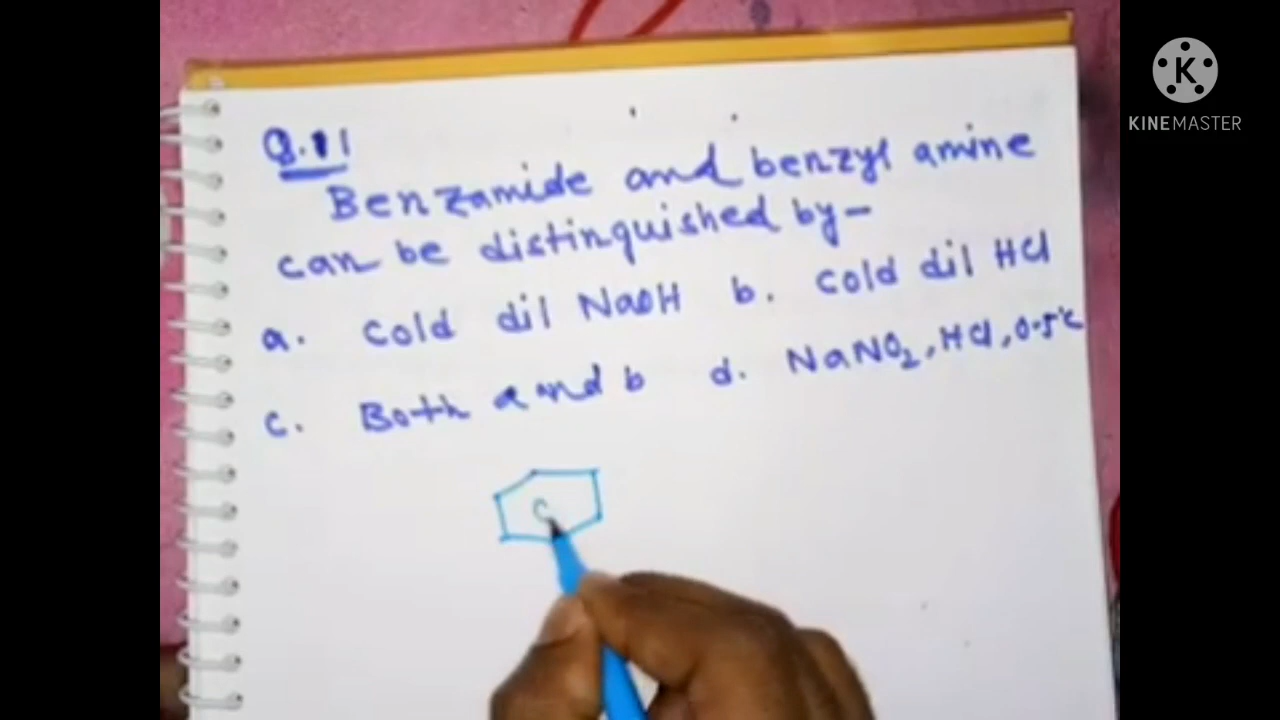 Q.11
Benzamide and benzyl amine
can be distinquished by-
a. cold dil NaOH b. cold dil HCl
c. Both a and b d. NaNO₂, HCl, 0-5°C
K
KINEMASTER